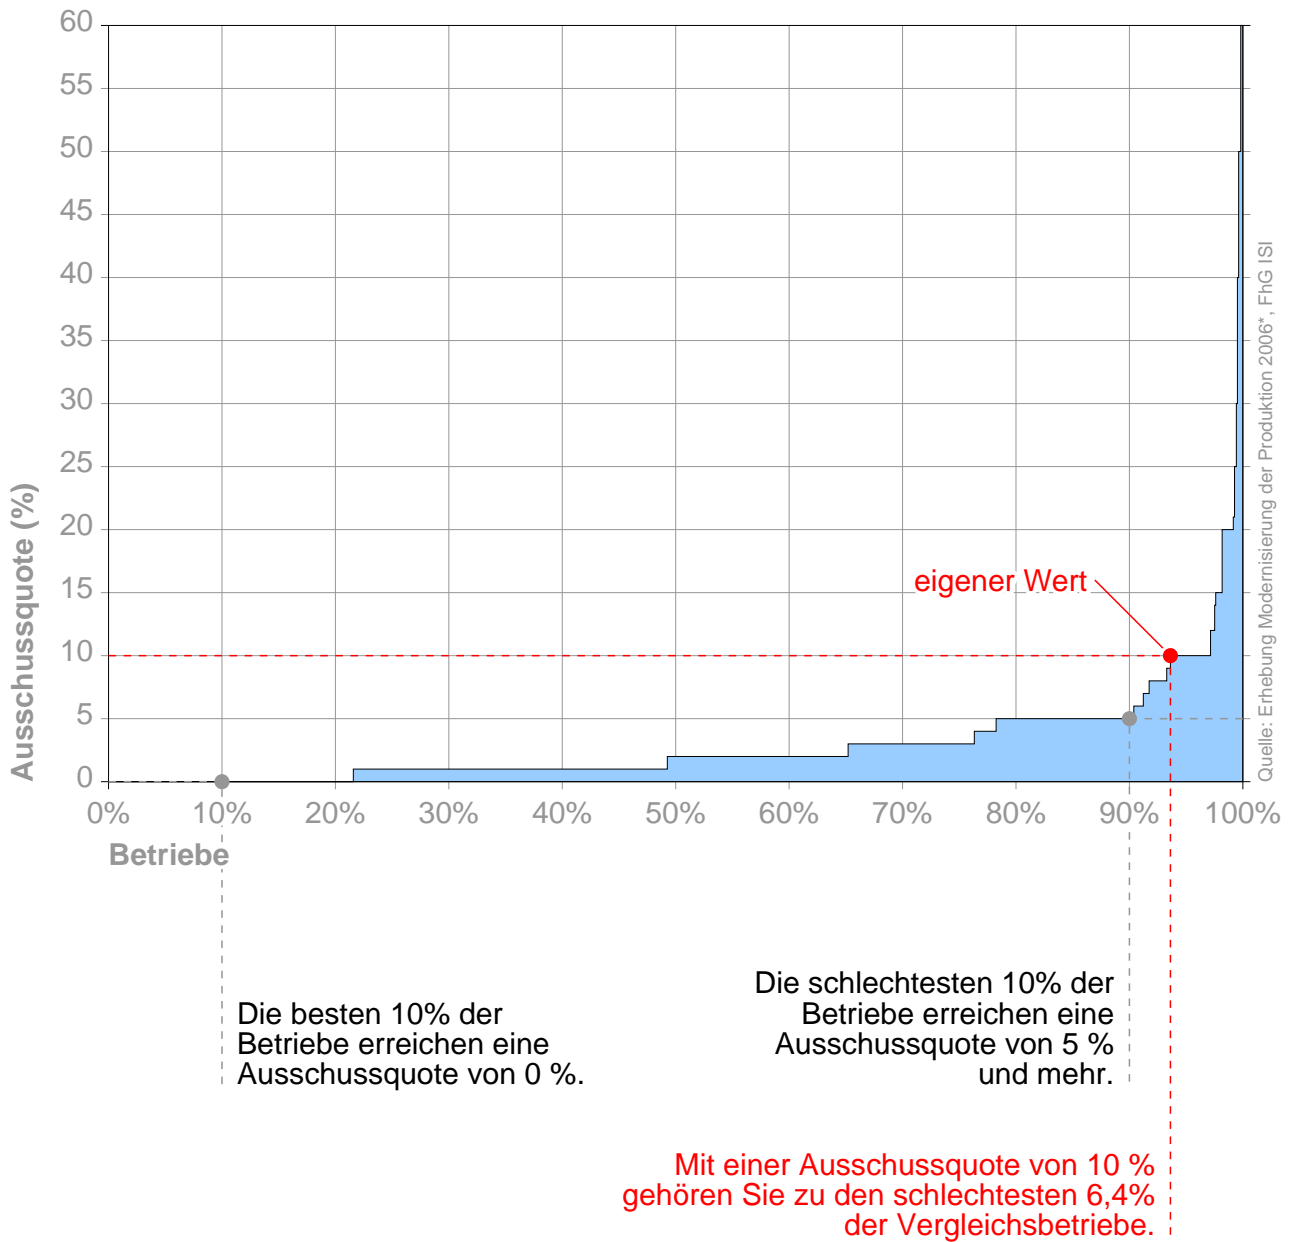 60
55
50
45
40
35
30
25
20
15
10
5
0
Ausschussquote (%)
0% 10% 20% 30% 40% 50% 60% 70% 80% 90% 100%
Betriebe
eigener Wert
Quelle: Erhebung Modernisierung der Produktion 2006*, FhG ISI
Die besten 10% der
Betriebe erreichen eine
Ausschussquote von 0 %.
Die schlechtesten 10% der
Betriebe erreichen eine
Ausschussquote von 5 %
und mehr.
Mit einer Ausschussquote von 10 %
gehören Sie zu den schlechtesten 6,4%
der Vergleichsbetriebe.